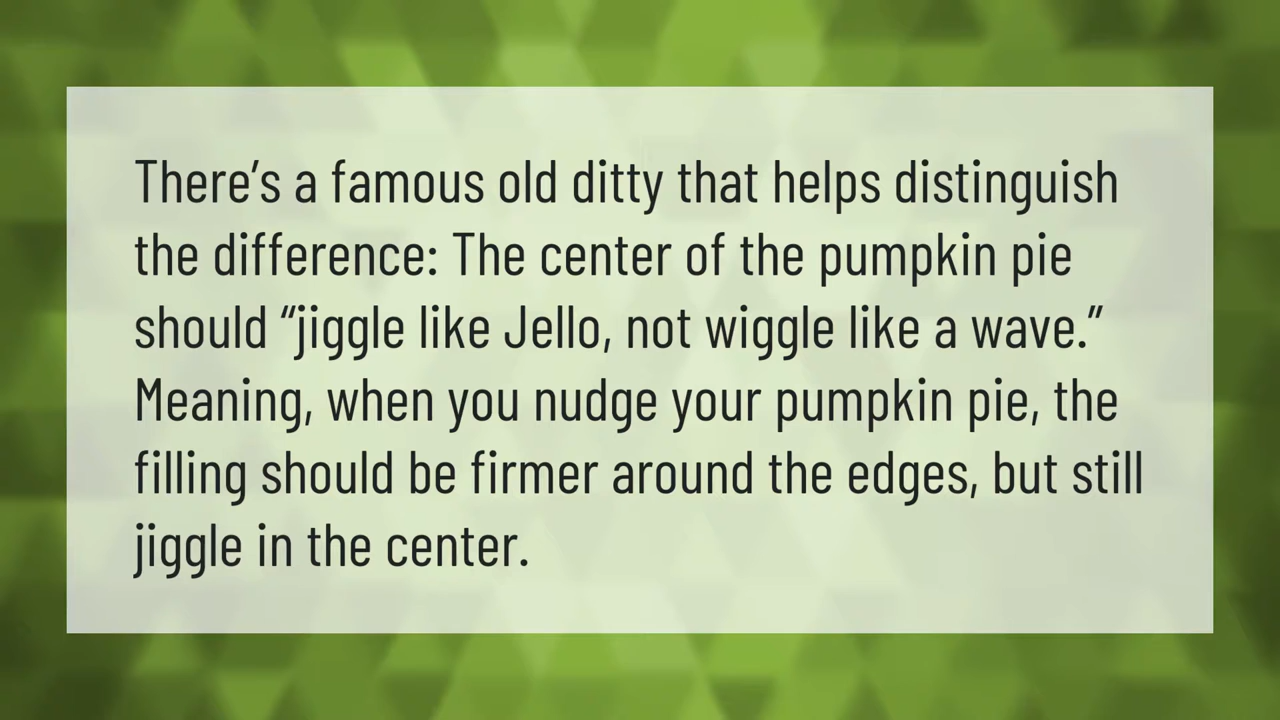 There’s a famous old ditty that helps distinguish
the difference: The center of the pumpkin pie
should “jiggle like Jello, not wiggle like a wave.”
Meaning, when you nudge your pumpkin pie, the
filling should be firmer around the edges, but still
jiggle in the center.